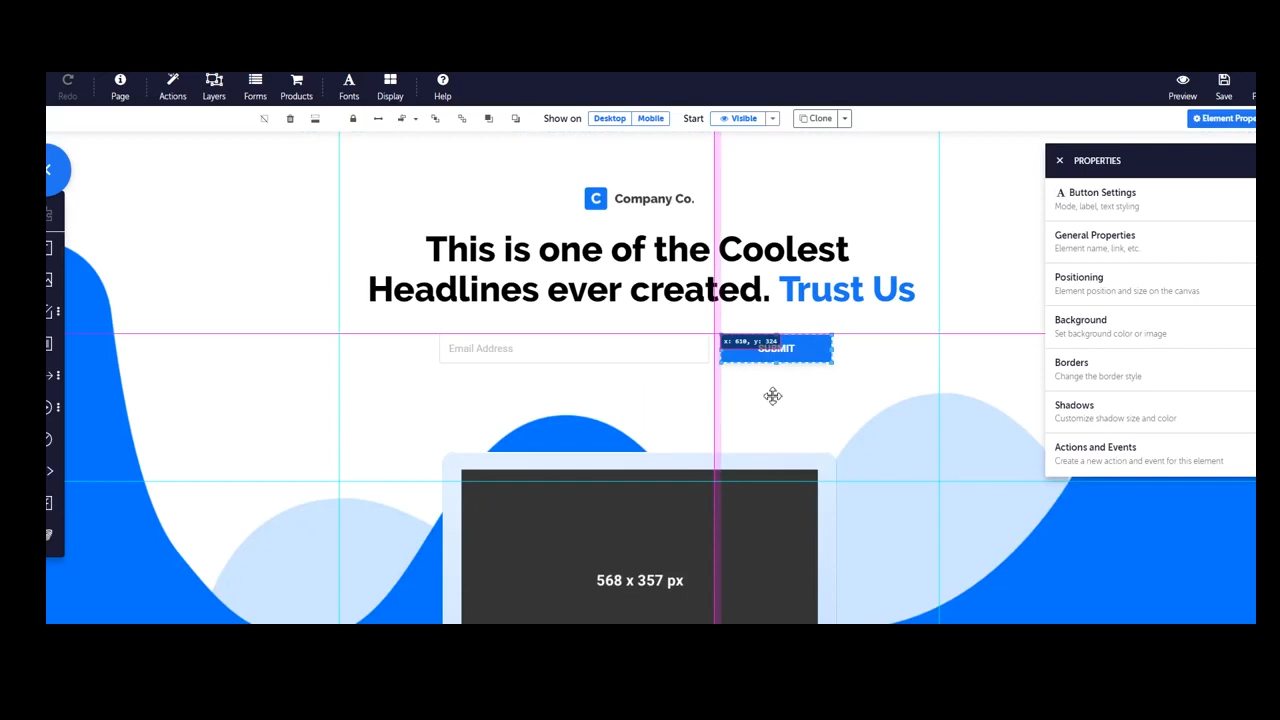 Redo Page Actions Layers Forms Products Fonts Display Help Preview Save
Show on Desktop Mobile Start Visible Clone Element Prope
PROPERTIES
Button Settings
Mode, label, text styling
General Properties
Element name, link, etc.
Positioning
Element position and size on the canvas
Background
Set background color or image
Borders
Change the border style
Shadows
Customize shadow size and color
Actions and Events
Create a new action and event for this element
C Company Co.
This is one of the Coolest
Headlines ever created. Trust Us
Email Address
x: 610, y: 324
SUBMIT
568 x 357 px